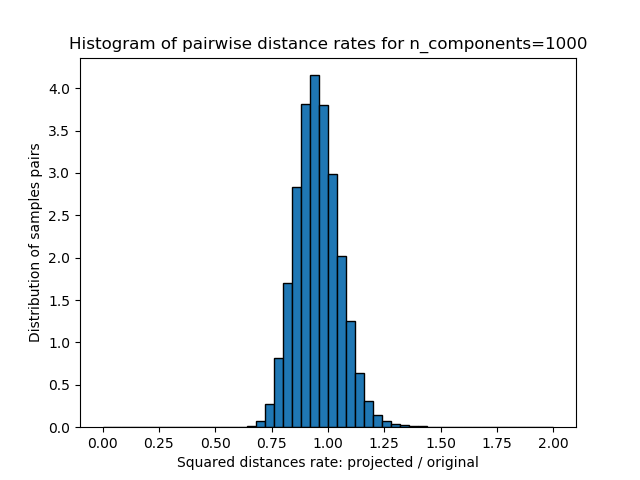 Histogram of pairwise distance rates for n_components=1000
Distribution of samples pairs
4.0
3.5
3.0
2.5
2.0
1.5
1.0
0.5
0.0
0.00 0.25 0.50 0.75 1.00 1.25 1.50 1.75 2.00
Squared distances rate: projected / original